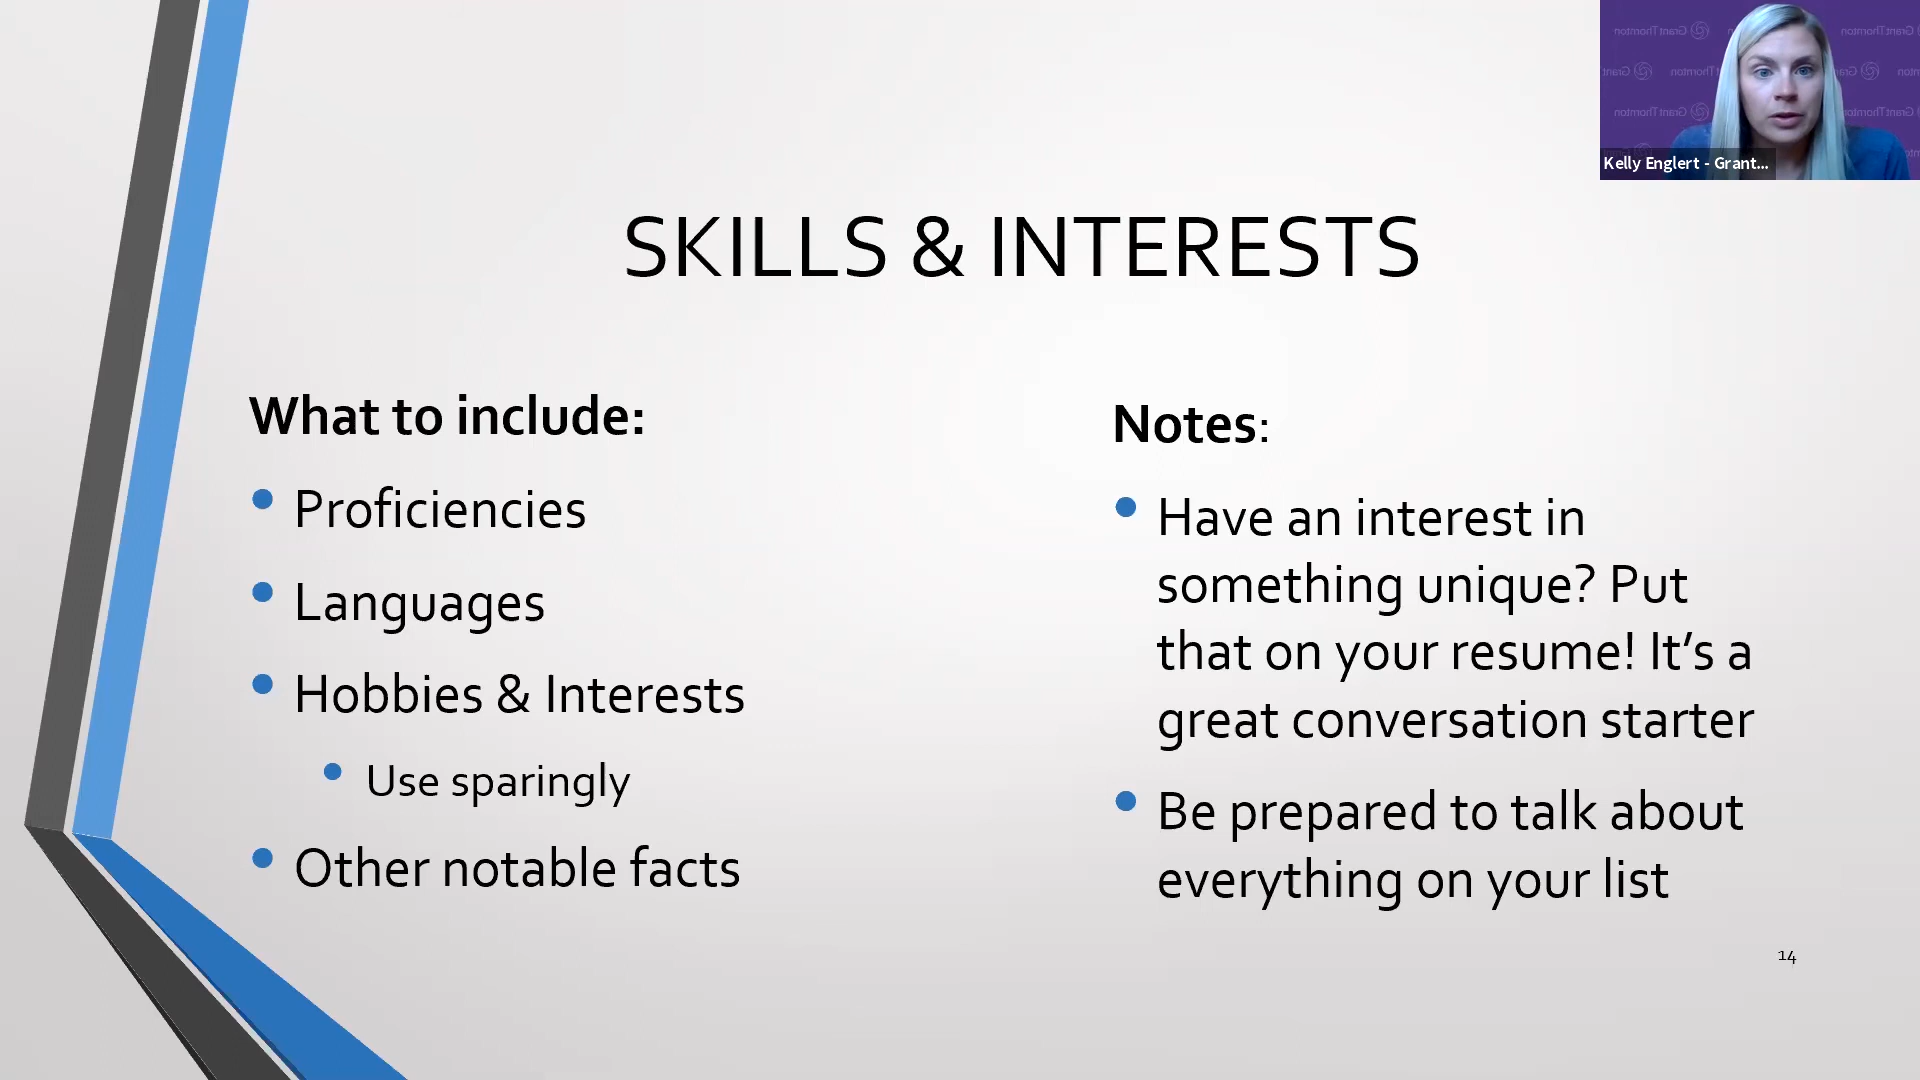 Kelly Englert - Grant...
SKILLS & INTERESTS
What to include:
Proficiencies
Languages
Hobbies & Interests
Use sparingly
Other notable facts
Notes:
Have an interest in
something unique? Put
that on your resume! It’s a
great conversation starter
Be prepared to talk about
everything on your list
14